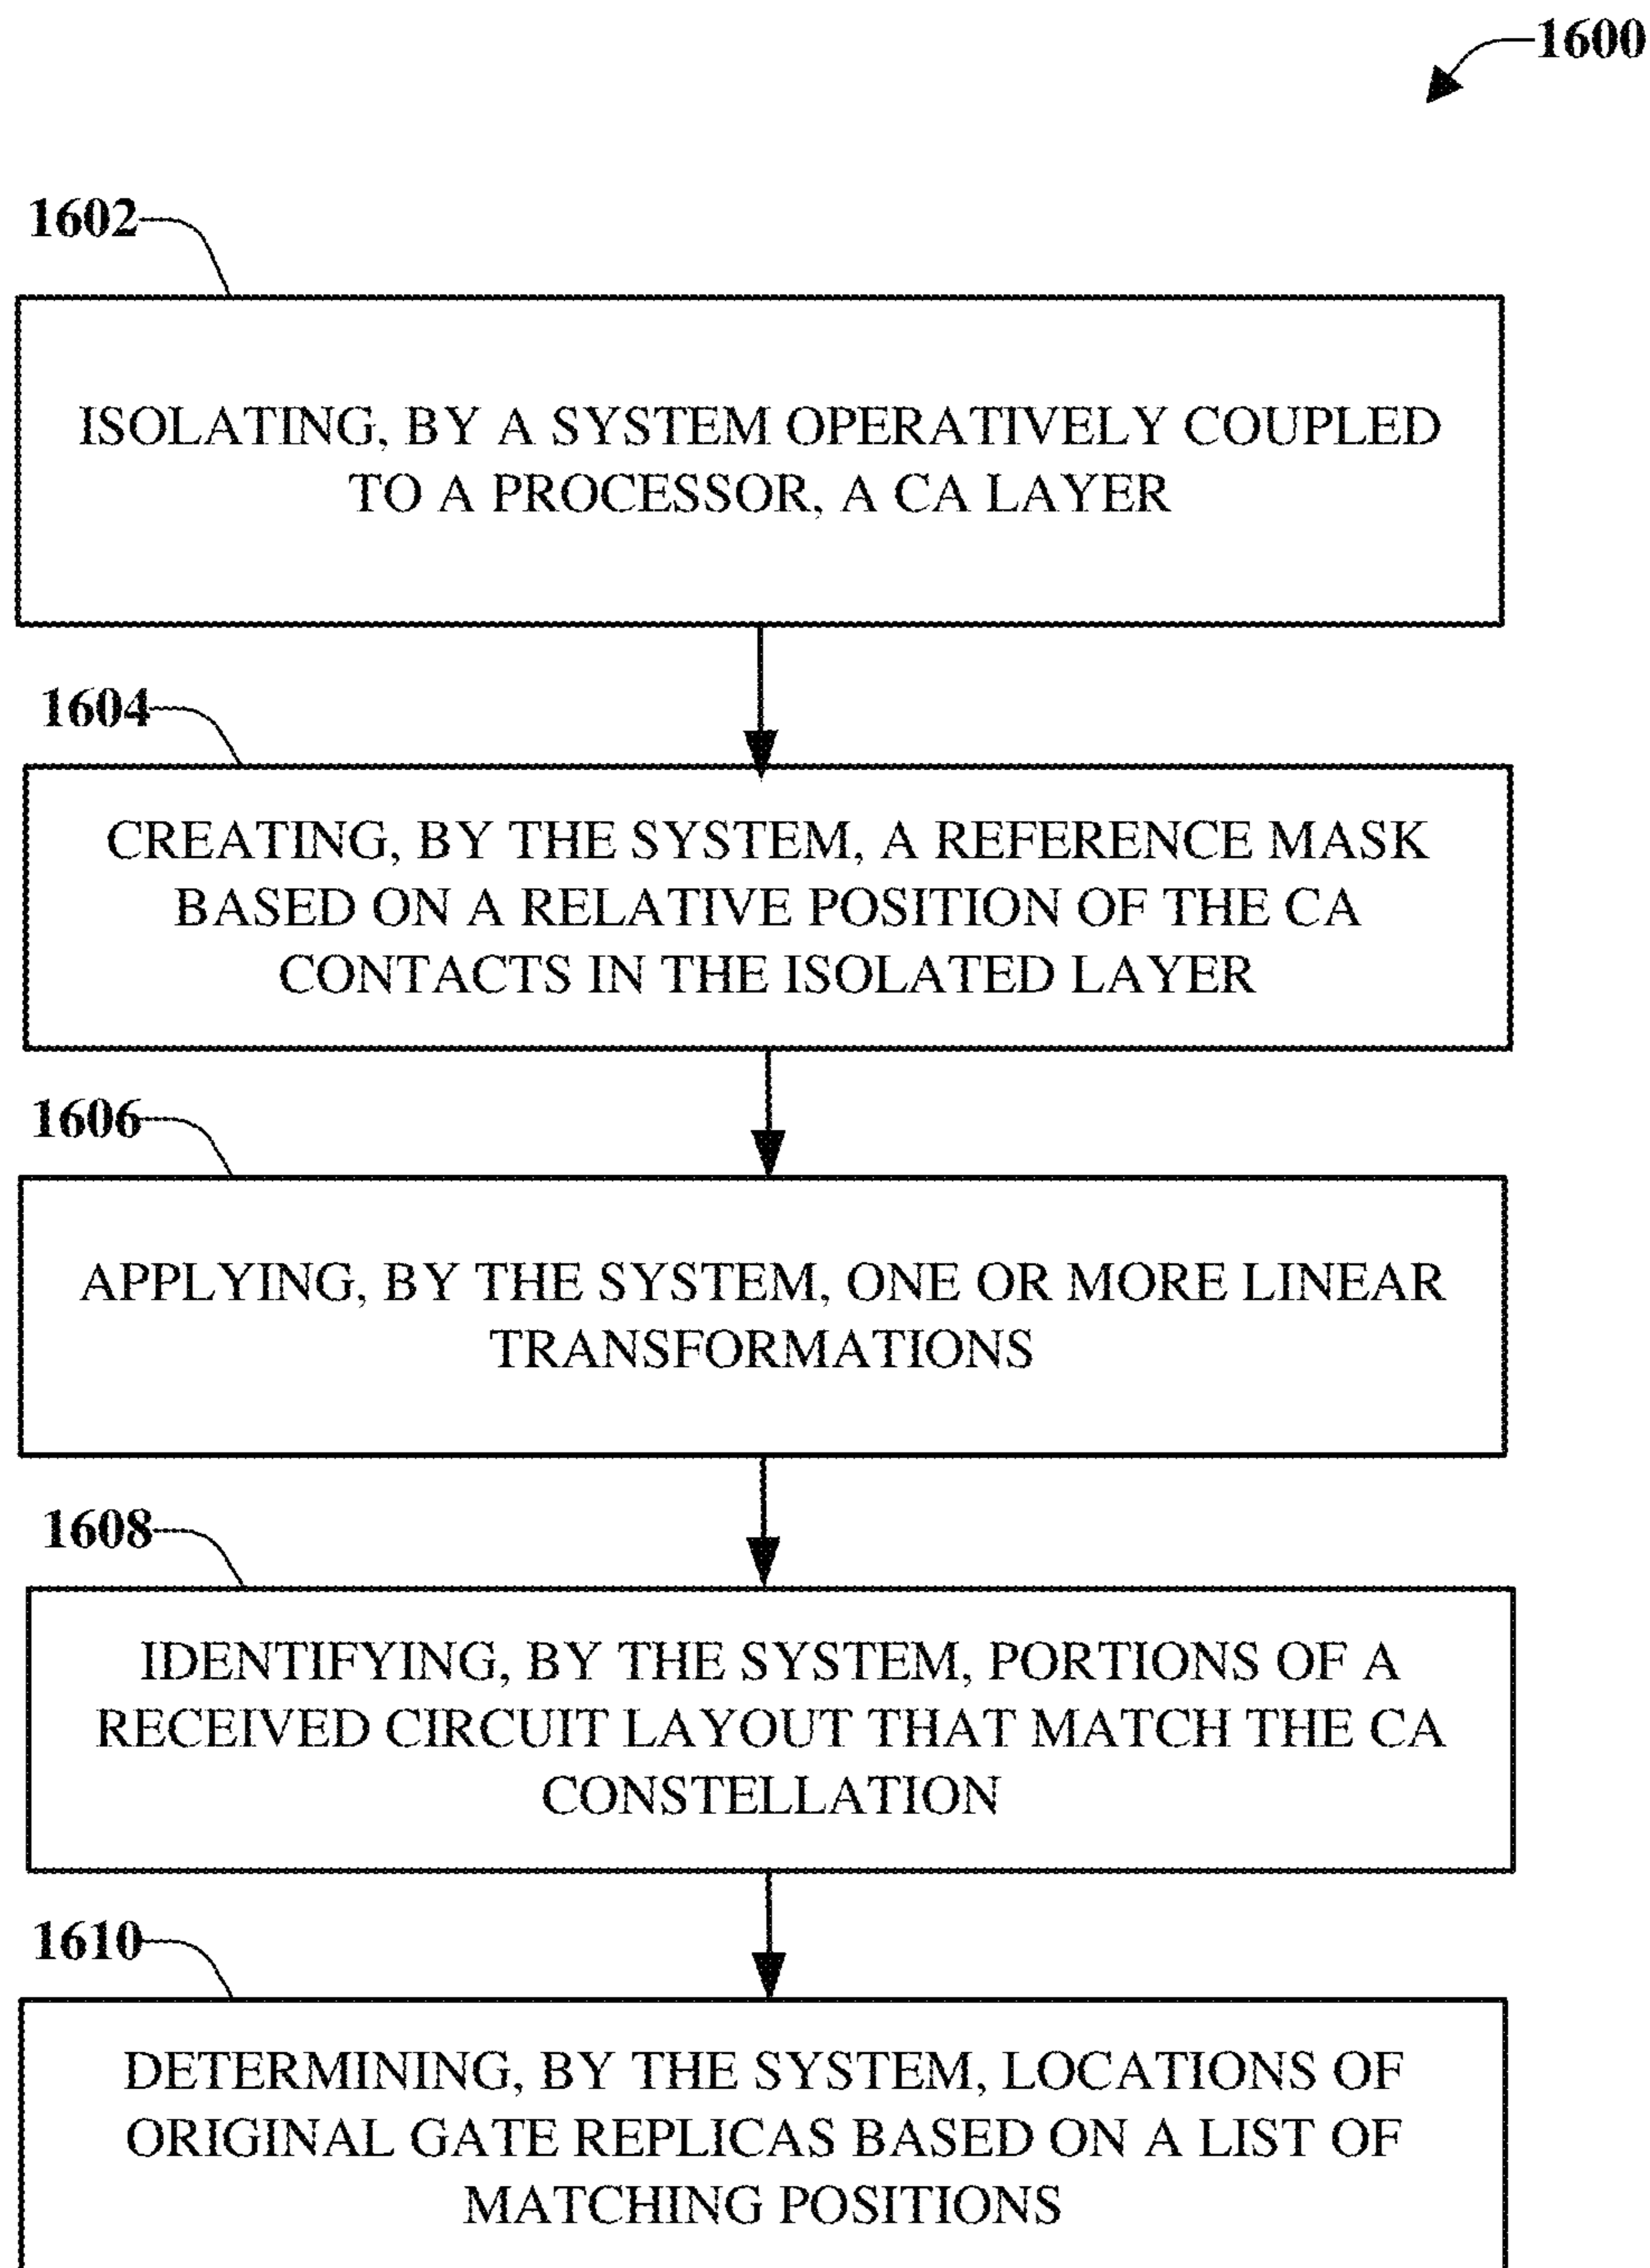 1600
1602
ISOLATING, BY A SYSTEM OPERATIVELY COUPLED
TO A PROCESSOR, A CA LAYER
1604
CREATING, BY THE SYSTEM, A REFERENCE MASK
BASED ON A RELATIVE POSITION OF THE CA
CONTACTS IN THE ISOLATED LAYER
1606
APPLYING, BY THE SYSTEM, ONE OR MORE LINEAR
TRANSFORMATIONS
1608
IDENTIFYING, BY THE SYSTEM, PORTIONS OF A
RECEIVED CIRCUIT LAYOUT THAT MATCH THE CA
CONSTELLATION
1610
DETERMINING, BY THE SYSTEM, LOCATIONS OF
ORIGINAL GATE REPLICAS BASED ON A LIST OF
MATCHING POSITIONS